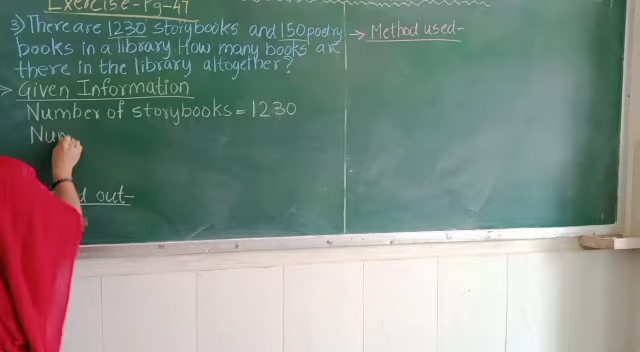 Exercise-Pg-47
3) There are 1230 storybooks and 150 poetry
books in a library. How many books are
there in the library altogether?
Given Information
Number of storybooks = 1230
Num
out-
→ Method used-